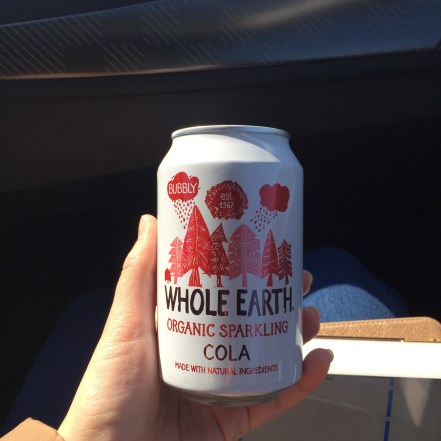 BUBBLY
est.
1967
WHOLE EARTH®
ORGANIC SPARKLING
COLA
MADE WITH NATURAL INGREDIENTS